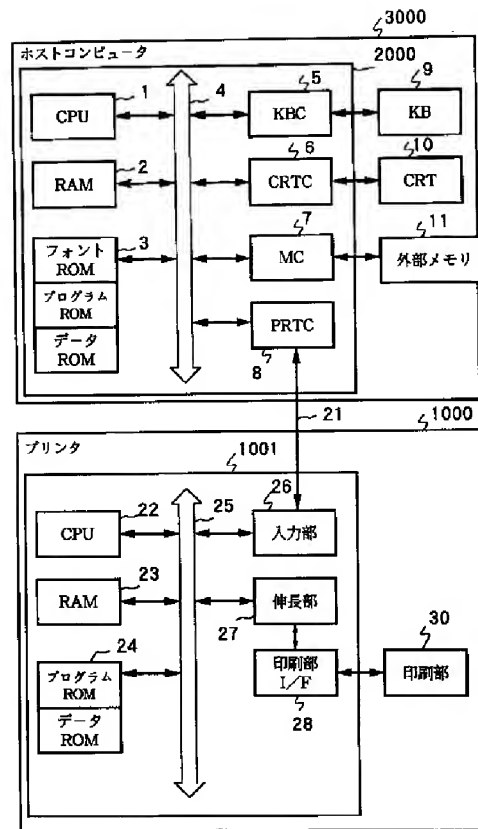 3000
ホストコンピュータ
2000
1
4
5
9
CPU
KBC
KB
2
6
10
RAM
CRTC
CRT
3
7
11
フォント
ROM
MC
外部メモリ
プログラム
ROM
データ
ROM
PRTC
8
21
1000
プリンタ
1001
22
25
26
CPU
入力部
23
RAM
伸長部
27
24
30
プログラム
ROM
印刷部
I/F
印刷部
データ
ROM
28